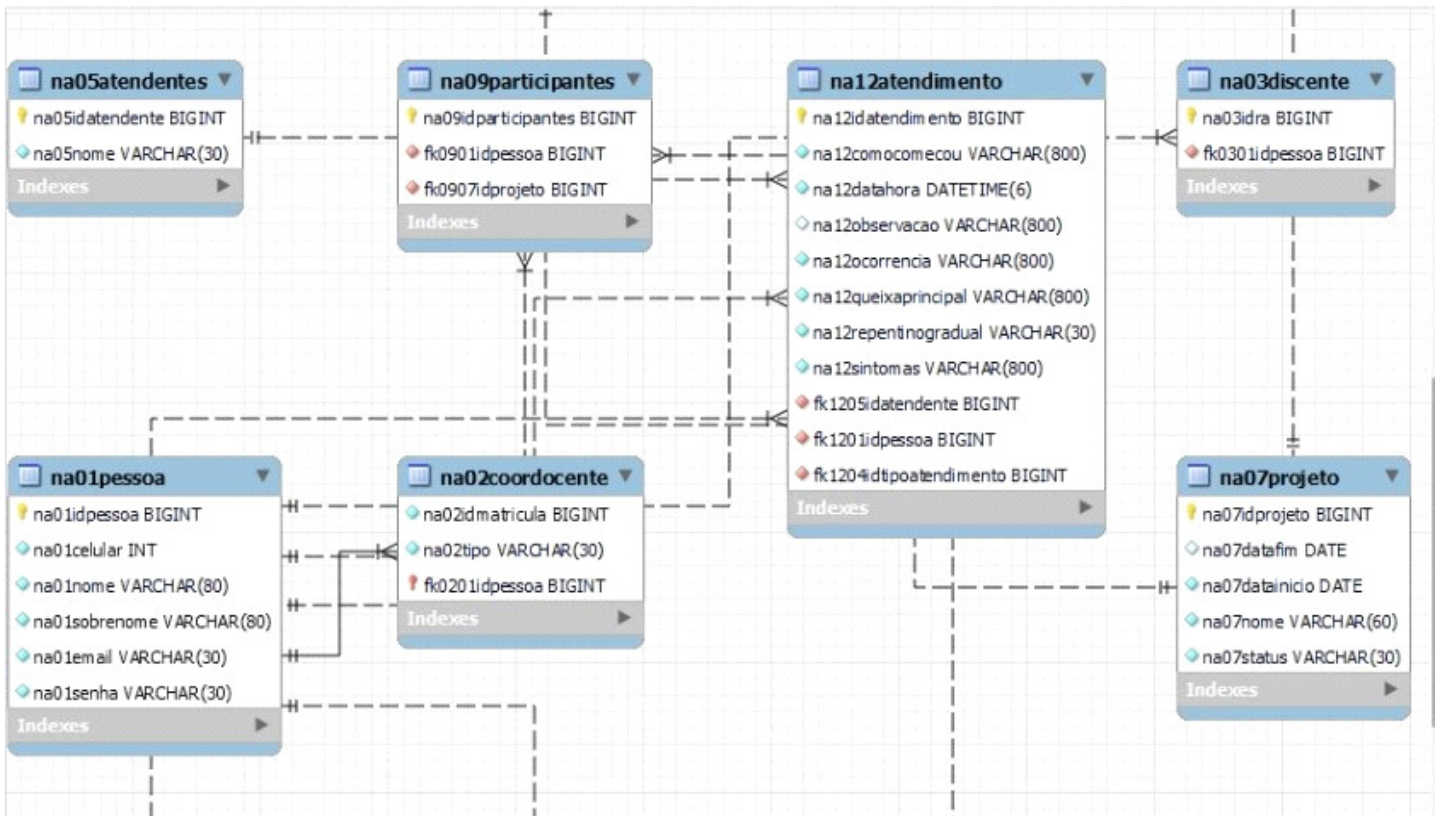 na05atendentes
na05idatendente BIGINT
na05nome VARCHAR(30)
Indexes
na09participantes
na09idparticipantes BIGINT
fk0901idpessoa BIGINT
fk0907idprojeto BIGINT
Indexes
na12atendimento
na12idatendimento BIGINT
na12comocomecou VARCHAR(800)
na12datahora DATETIME(6)
na12observacao VARCHAR(800)
na12ocorrencia VARCHAR(800)
na12queixaprincipal VARCHAR(800)
na12repentinogradual VARCHAR(30)
na12sintomas VARCHAR(800)
fk1205idatendente BIGINT
fk1201idpessoa BIGINT
fk1204idtipoatendimento BIGINT
Indexes
na03discente
na03idra BIGINT
fk0301idpessoa BIGINT
Indexes
na01pessoa
na01idpessoa BIGINT
na01celular INT
na01nome VARCHAR(80)
na01sobrenome VARCHAR(80)
na01email VARCHAR(30)
na01senha VARCHAR(30)
Indexes
na02coordocente
na02idmatricula BIGINT
na02tipo VARCHAR(30)
fk0201idpessoa BIGINT
Indexes
na07projeto
na07idprojeto BIGINT
na07datafim DATE
na07datainicio DATE
na07nome VARCHAR(60)
na07status VARCHAR(30)
Indexes